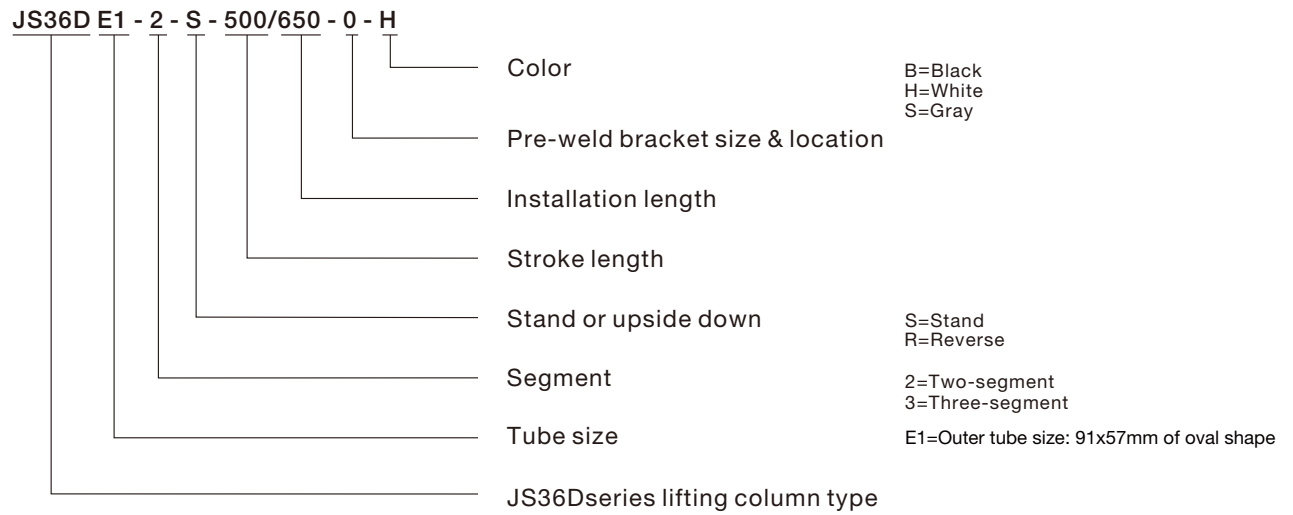 JS36D E1 - 2 - S - 500/650 - 0 - H
Color
B=Black
H=White
S=Gray
Pre-weld bracket size & location
Installation length
Stroke length
Stand or upside down
S=Stand
R=Reverse
Segment
2=Two-segment
3=Three-segment
Tube size
E1=Outer tube size: 91x57mm of oval shape
JS36Dseries lifting column type